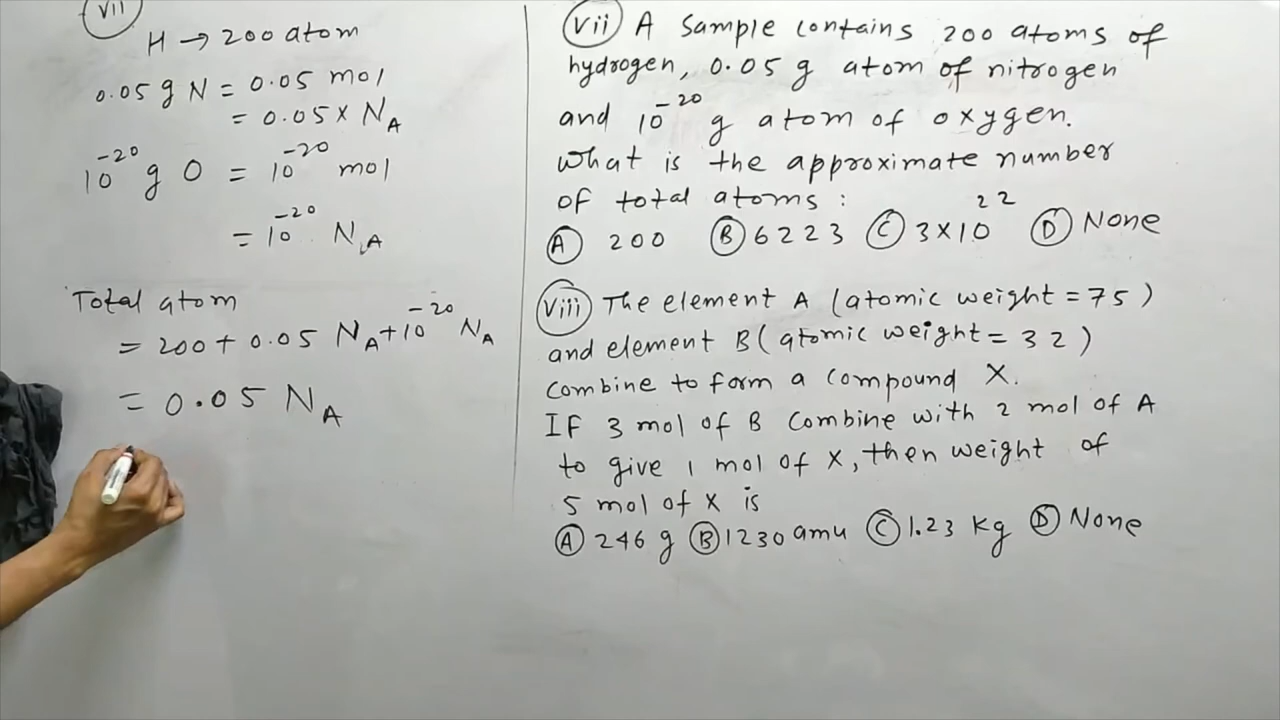 VII
H → 200 atom
0.05 g N = 0.05 mol
= 0.05 × N_A
10^-20 g O = 10^-20 mol
= 10^-20 N_A
Total atom
= 200 + 0.05 N_A + 10^-20 N_A
= 0.05 N_A
Vii A Sample contains 200 atoms of
hydrogen, 0.05 g atom of nitrogen
and 10^-20 g atom of oxygen.
What is the approximate number
of total atoms :
A 200 B 6223 C 3×10^22 D None
Viii The element A (atomic weight = 75)
and element B (atomic weight = 32)
Combine to form a compound X.
IF 3 mol of B Combine with 2 mol of A
to give 1 mol of X, then weight of
5 mol of X is
A 246 g B 1230 amu C 1.23 Kg D None